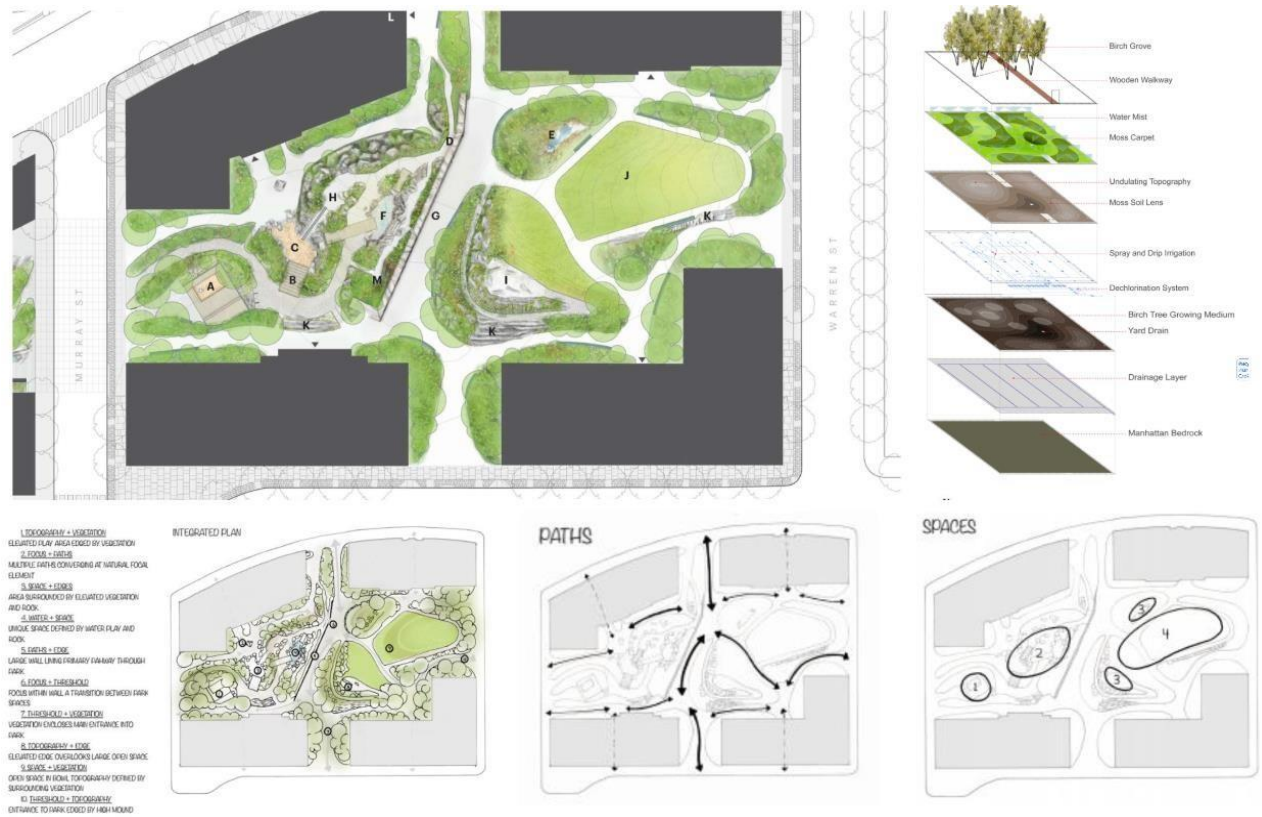 L
D
E
J
H
F
G
K
C
B
M
A
I
K
K
MURRAY ST
WARREN ST
Birch Grove
Wooden Walkway
Water Mist
Moss Carpet
Undulating Topography
Moss Soil Lens
Spray and Drip Irrigation
Dechlorination System
Birch Tree Growing Medium
Yard Drain
Drainage Layer
Manhattan Bedrock
1. TOPOGRAPHY + VEGETATION
ELEVATED PLAY AREA EDGED BY VEGETATION
2. FOCUS + PATHS
MULTIPLE PATHS CONVERGING AT NATURAL FOCAL
ELEMENT
3. SPACE + EDGES
AREA SURROUNDED BY ELEVATED VEGETATION
AND ROCK
4. WATER + SPACE
UNIQUE SPACE DEFINED BY WATER PLAY AND
ROCK
5. PATHS + EDGE
LARGE WALL LINING PRIMARY PAHWAY THROUGH
PARK
6. FOCUS + THRESHOLD
FOCUS WITHIN WALL A TRANSITION BETWEEN PARK
SPACES
7. THRESHOLD + VEGETATION
VEGETATION ENCLOSES MAIN ENTRANCE INTO
PARK
8. TOPOGRAPHY + EDGE
ELEVATED EDGE OVERLOOKS LARGE OPEN SPACE
9. SPACE + VEGETATION
OPEN SPACE IN BOWL TOPOGRAPHY DEFINED BY
SURROUNDING VEGETATION
10. THRESHOLD + TOPOGRAPHY
ENTRANCE TO PARK EDGED BY HIGH MOUND
INTEGRATED PLAN
PATHS
SPACES
3
4
2
3
1